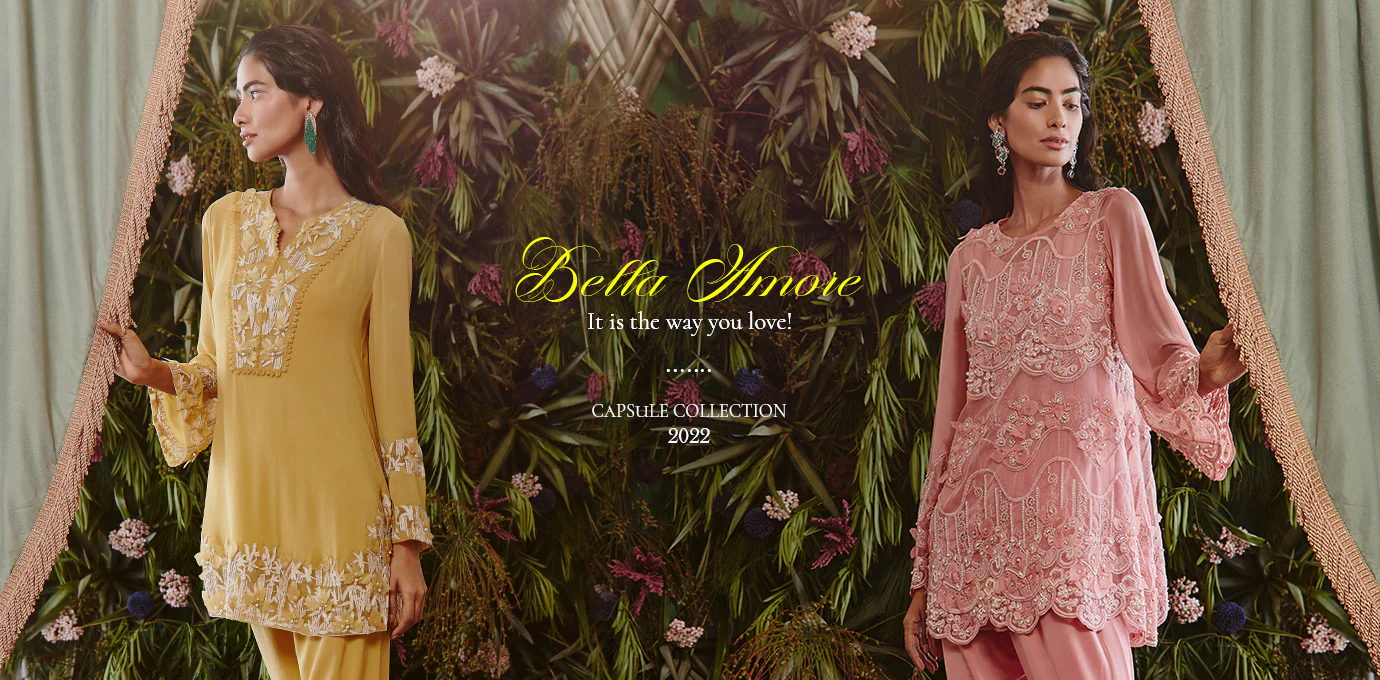 Bella Amore
It is the way you love!
.......
CAPSuLE COLLECTION
2022